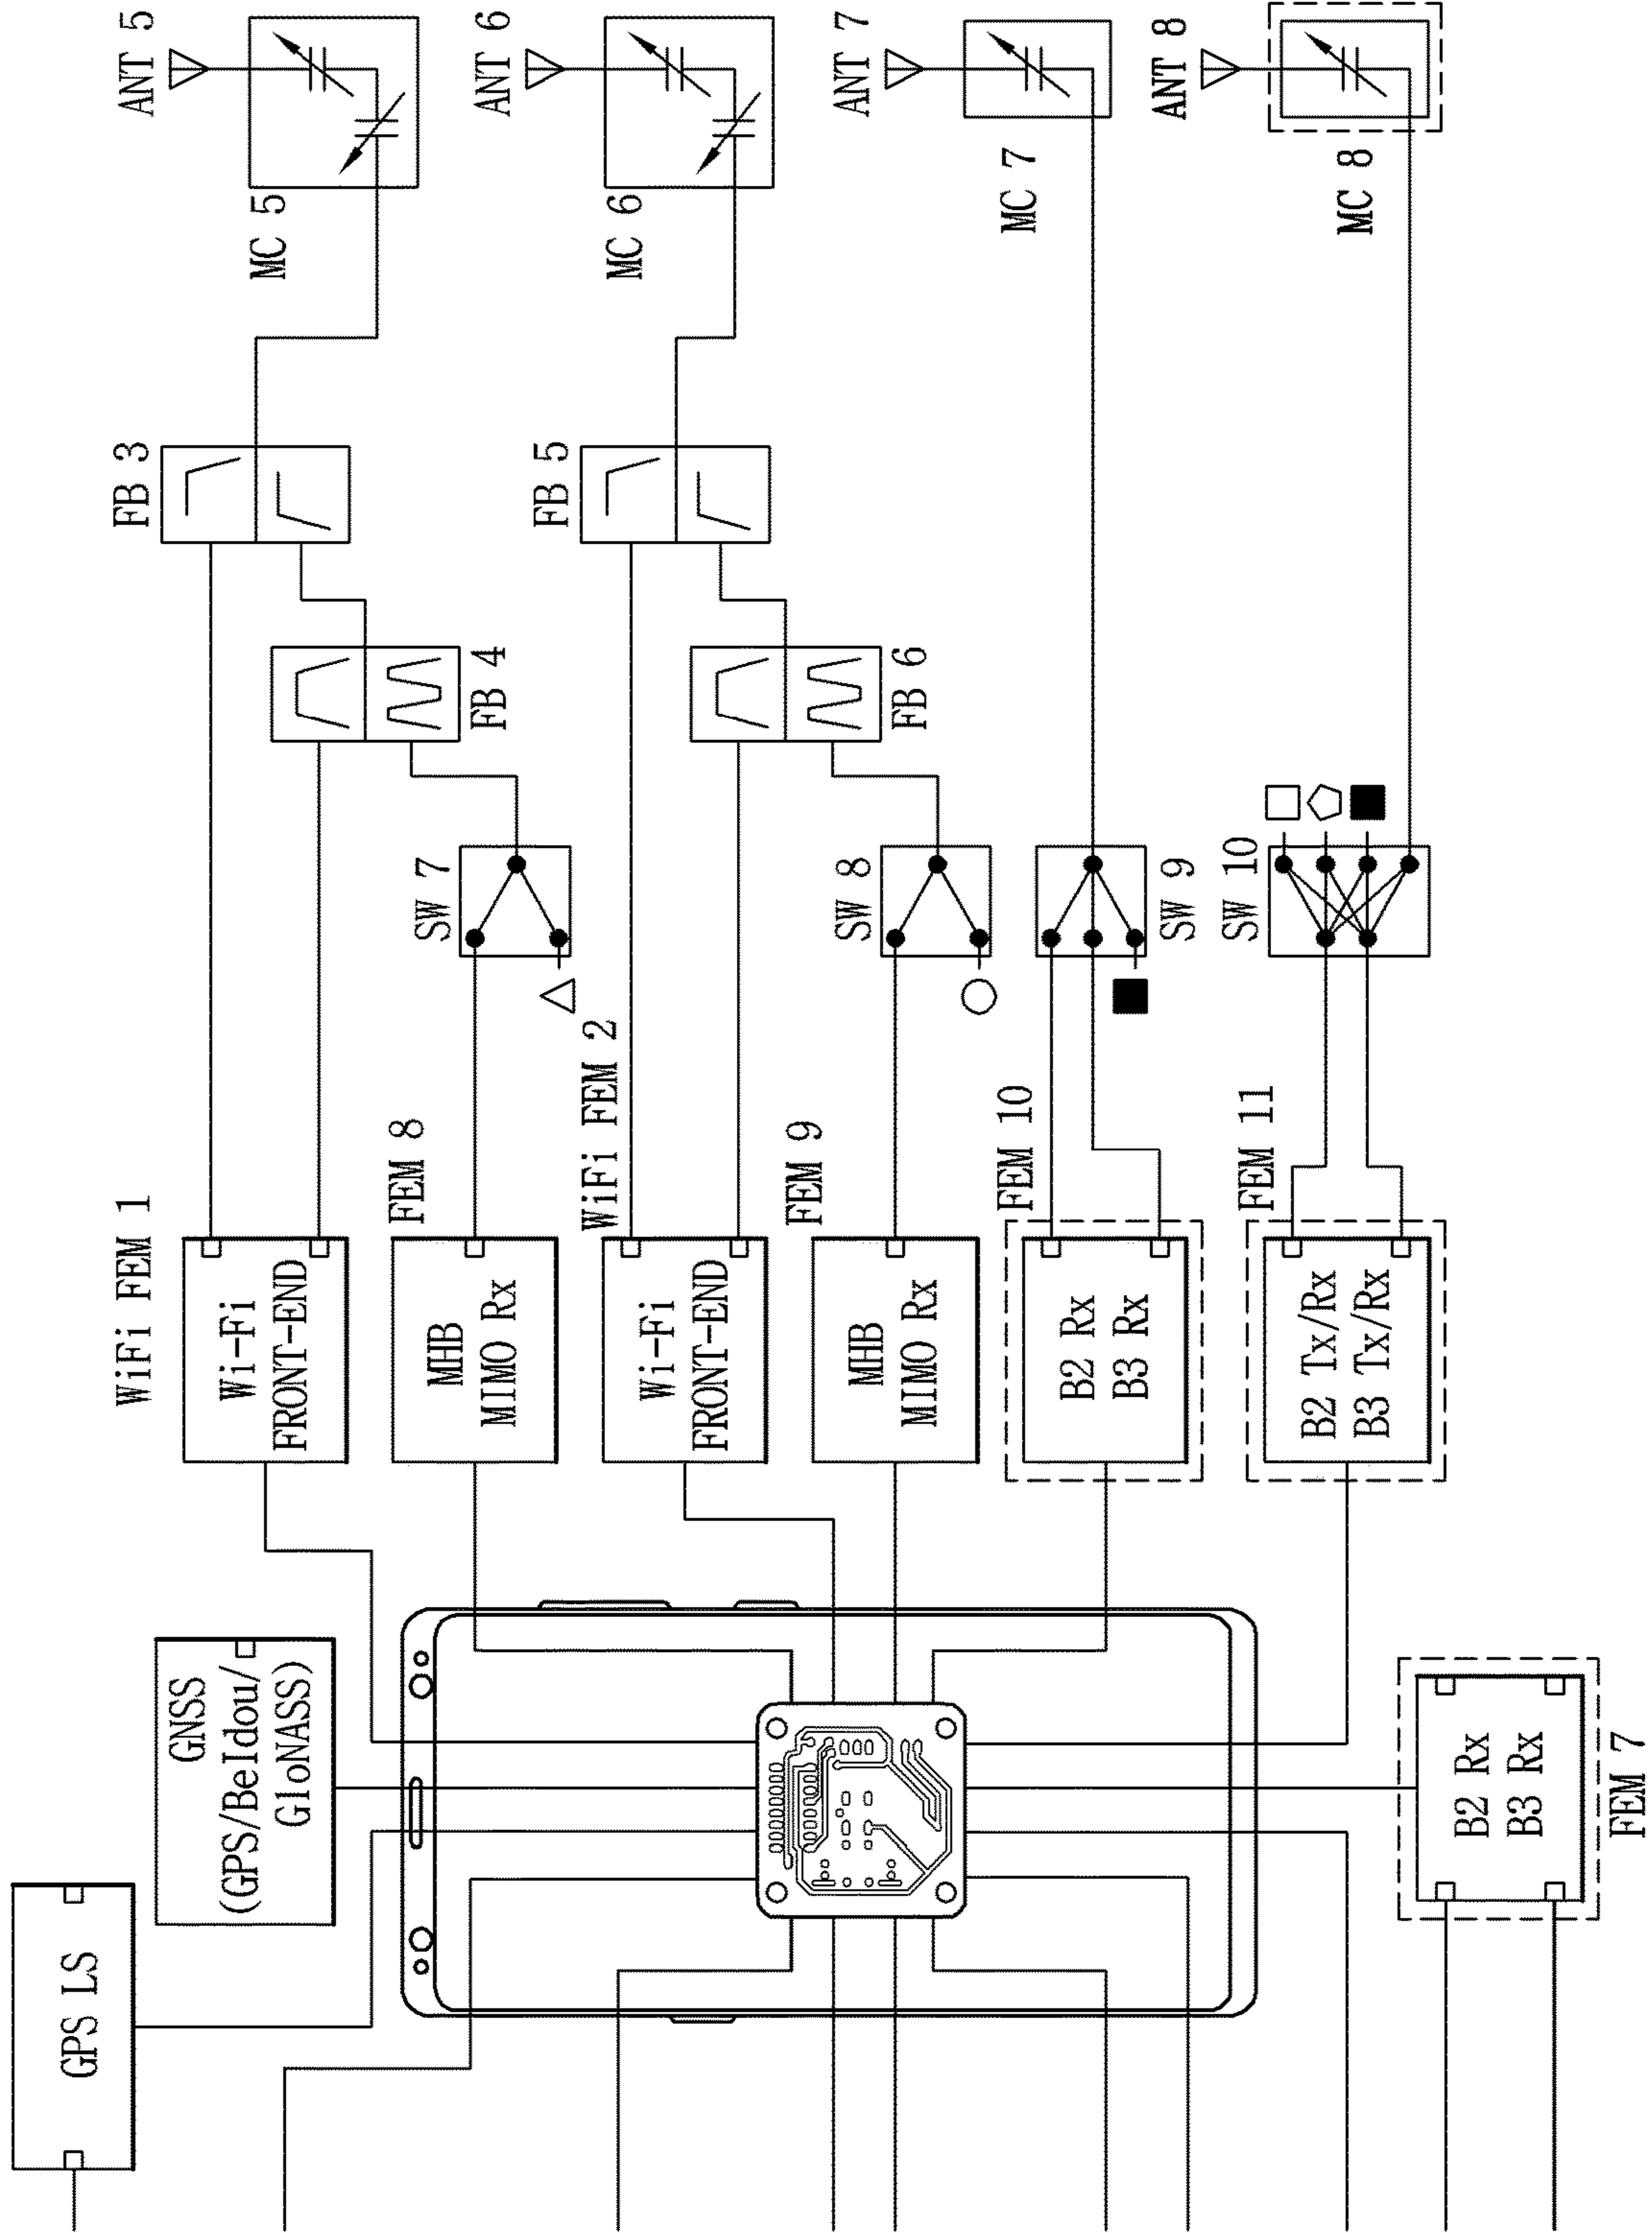 GPS LS
GNSS
(GPS/Beldou/
GloNASS)
WiFi FEM 1
Wi-Fi
FRONT-END
FB 3
ANT 5
MC 5
FB 4
SW 7
FEM 8
MHB
MIMO Rx
WiFi FEM 2
Wi-Fi
FRONT-END
FB 5
ANT 6
MC 6
FB 6
SW 8
FEM 9
MHB
MIMO Rx
ANT 7
MC 7
FEM 10
B2 Rx
B3 Rx
SW 9
ANT 8
MC 8
SW 10
FEM 11
B2 Tx/Rx
B3 Tx/Rx
B2 Rx
B3 Rx
FEM 7